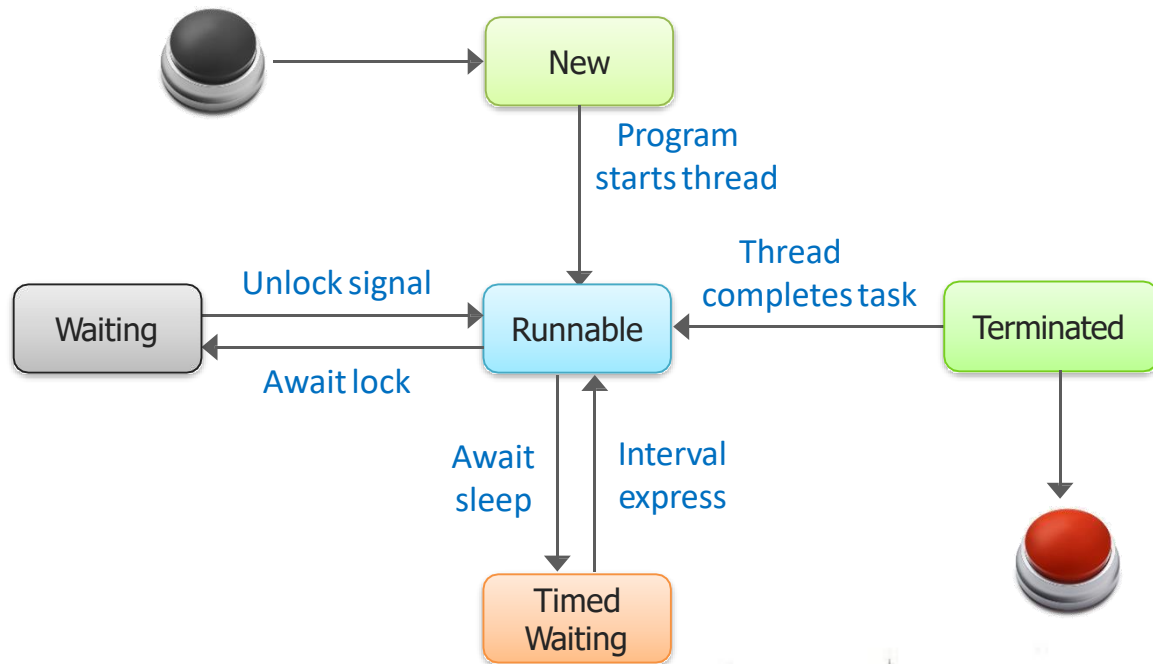 New
Program
starts thread
Thread
completes task
Unlock signal
Waiting
Runnable
Terminated
Await lock
Await
sleep
Interval
express
Timed
Waiting